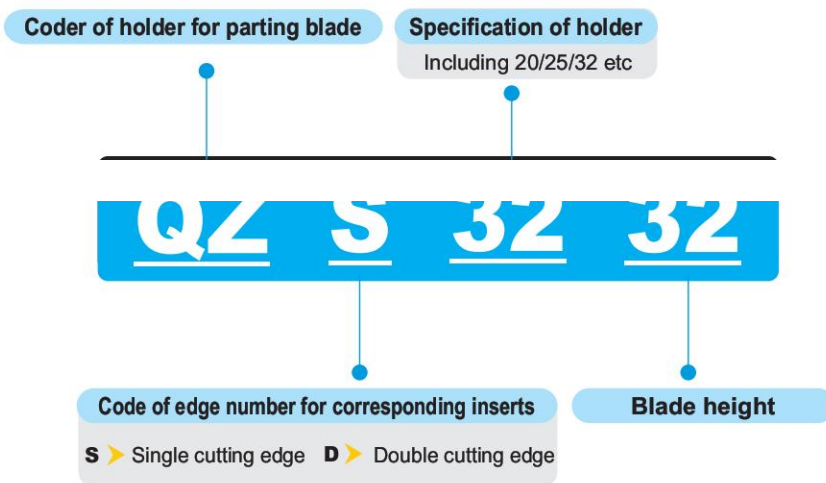 Coder of holder for parting blade
Specification of holder
Including 20/25/32 etc
QZ S 32 32
Code of edge number for corresponding inserts
S Single cutting edge D Double cutting edge
Blade height